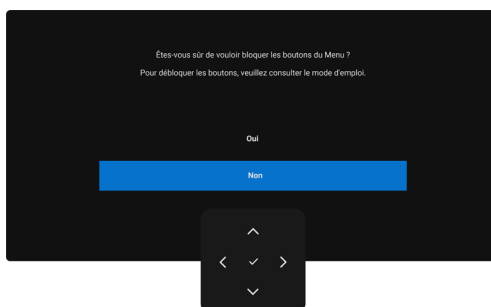 Êtes-vous sûr de vouloir bloquer les boutons du Menu ?
Pour débloquer les boutons, veuillez consulter le mode d'emploi.
Oui
Non